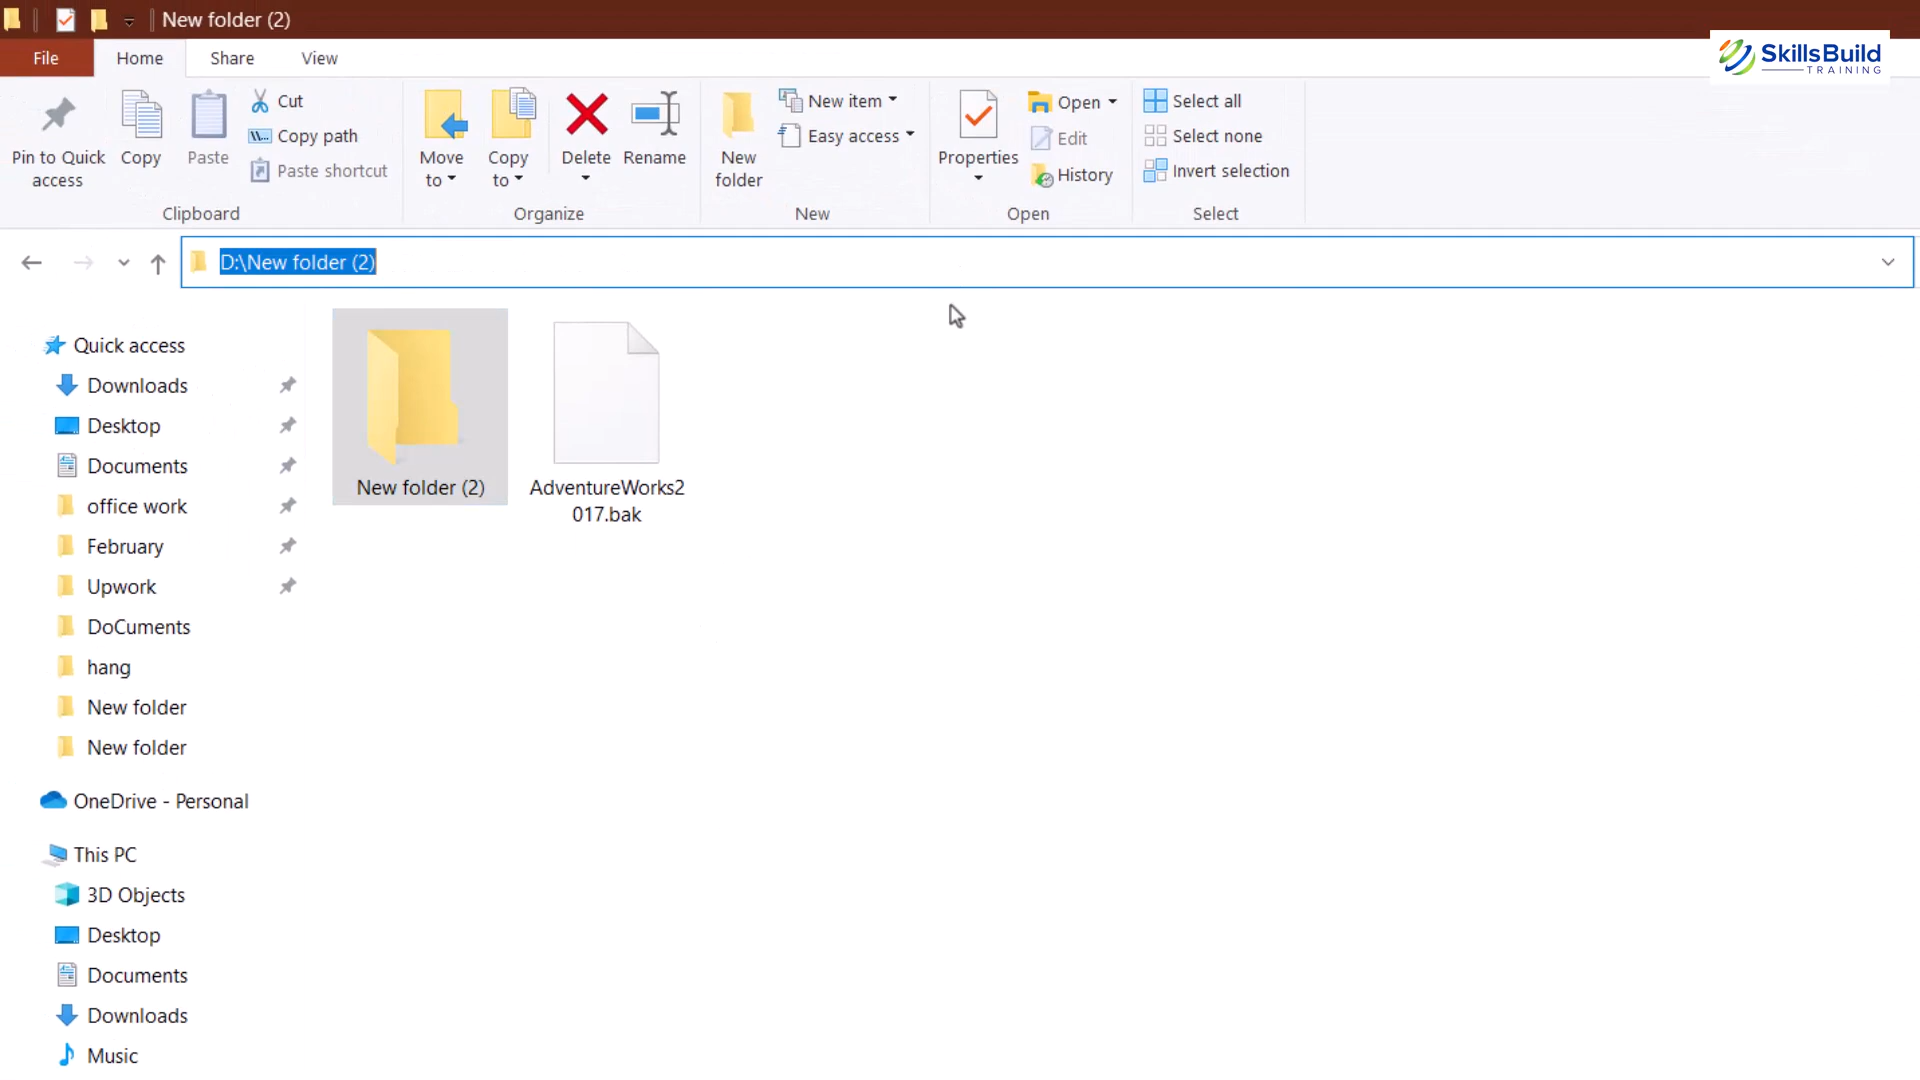 New folder (2)
File
Home
Share
View
SkillsBuild
TRAINING
Pin to Quick
access
Copy
Paste
Cut
Copy path
Paste shortcut
Clipboard
Move
to
Copy
to
Delete
Rename
Organize
New
folder
New item
Easy access
New
Properties
Open
Edit
History
Open
Select all
Select none
Invert selection
Select
D:\New folder (2)
Quick access
Downloads
Desktop
Documents
office work
February
Upwork
DoCuments
hang
New folder
New folder
OneDrive - Personal
This PC
3D Objects
Desktop
Documents
Downloads
Music
New folder (2)
AdventureWorks2
017.bak